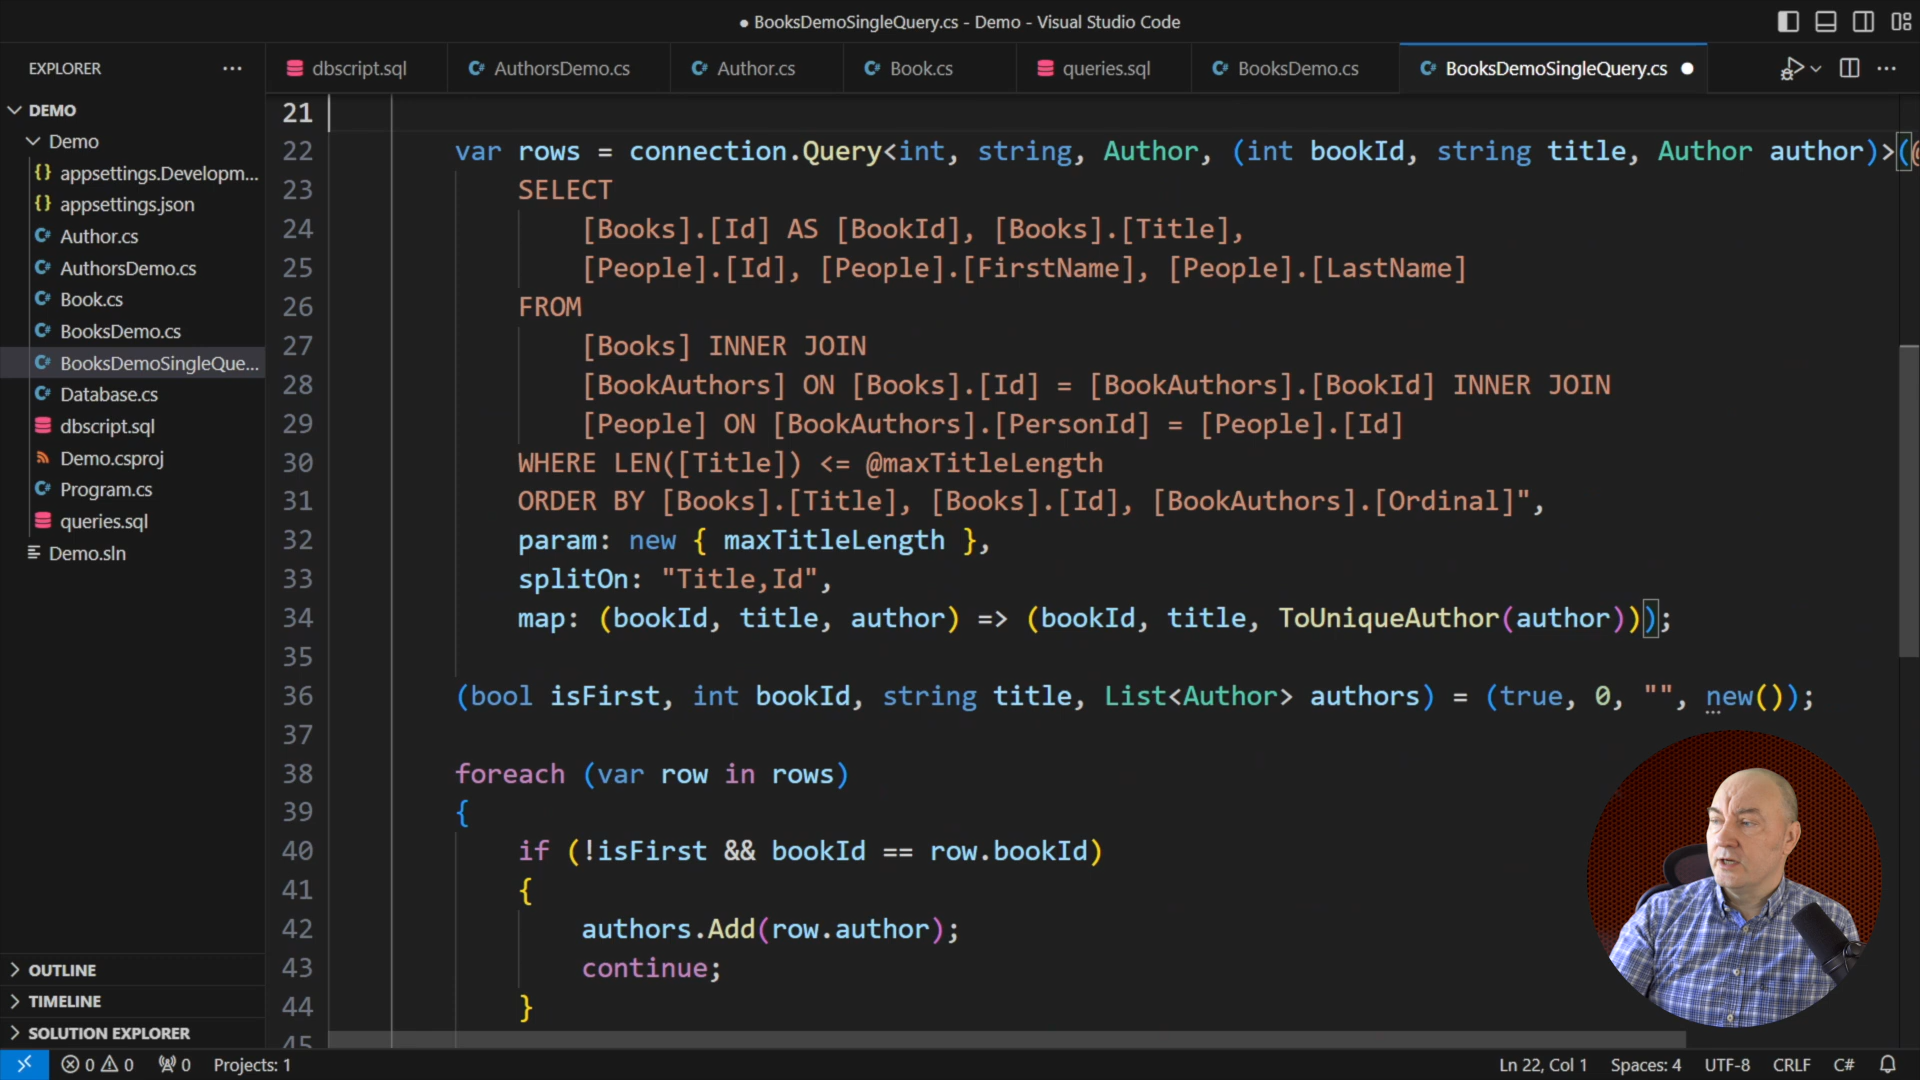 ● BooksDemoSingleQuery.cs - Demo - Visual Studio Code
EXPLORER
dbscript.sql
AuthorsDemo.cs
Author.cs
Book.cs
queries.sql
BooksDemo.cs
BooksDemoSingleQuery.cs
DEMO
Demo
appsettings.Developm...
appsettings.json
Author.cs
AuthorsDemo.cs
Book.cs
BooksDemo.cs
BooksDemoSingleQue...
Database.cs
dbscript.sql
Demo.csproj
Program.cs
queries.sql
Demo.sln
OUTLINE
TIMELINE
SOLUTION EXPLORER
21
22 var rows = connection.Query<int, string, Author, (int bookId, string title, Author author)>(@
23 SELECT
24 [Books].[Id] AS [BookId], [Books].[Title],
25 [People].[Id], [People].[FirstName], [People].[LastName]
26 FROM
27 [Books] INNER JOIN
28 [BookAuthors] ON [Books].[Id] = [BookAuthors].[BookId] INNER JOIN
29 [People] ON [BookAuthors].[PersonId] = [People].[Id]
30 WHERE LEN([Title]) <= @maxTitleLength
31 ORDER BY [Books].[Title], [Books].[Id], [BookAuthors].[Ordinal]",
32 param: new { maxTitleLength },
33 splitOn: "Title,Id",
34 map: (bookId, title, author) => (bookId, title, ToUniqueAuthor(author)));
35
36 (bool isFirst, int bookId, string title, List<Author> authors) = (true, 0, "", new());
37
38 foreach (var row in rows)
39 {
40 if (!isFirst && bookId == row.bookId)
41 {
42 authors.Add(row.author);
43 continue;
44 }
45
0 0 0 Projects: 1
Ln 22, Col 1 Spaces: 4 UTF-8 CRLF C#